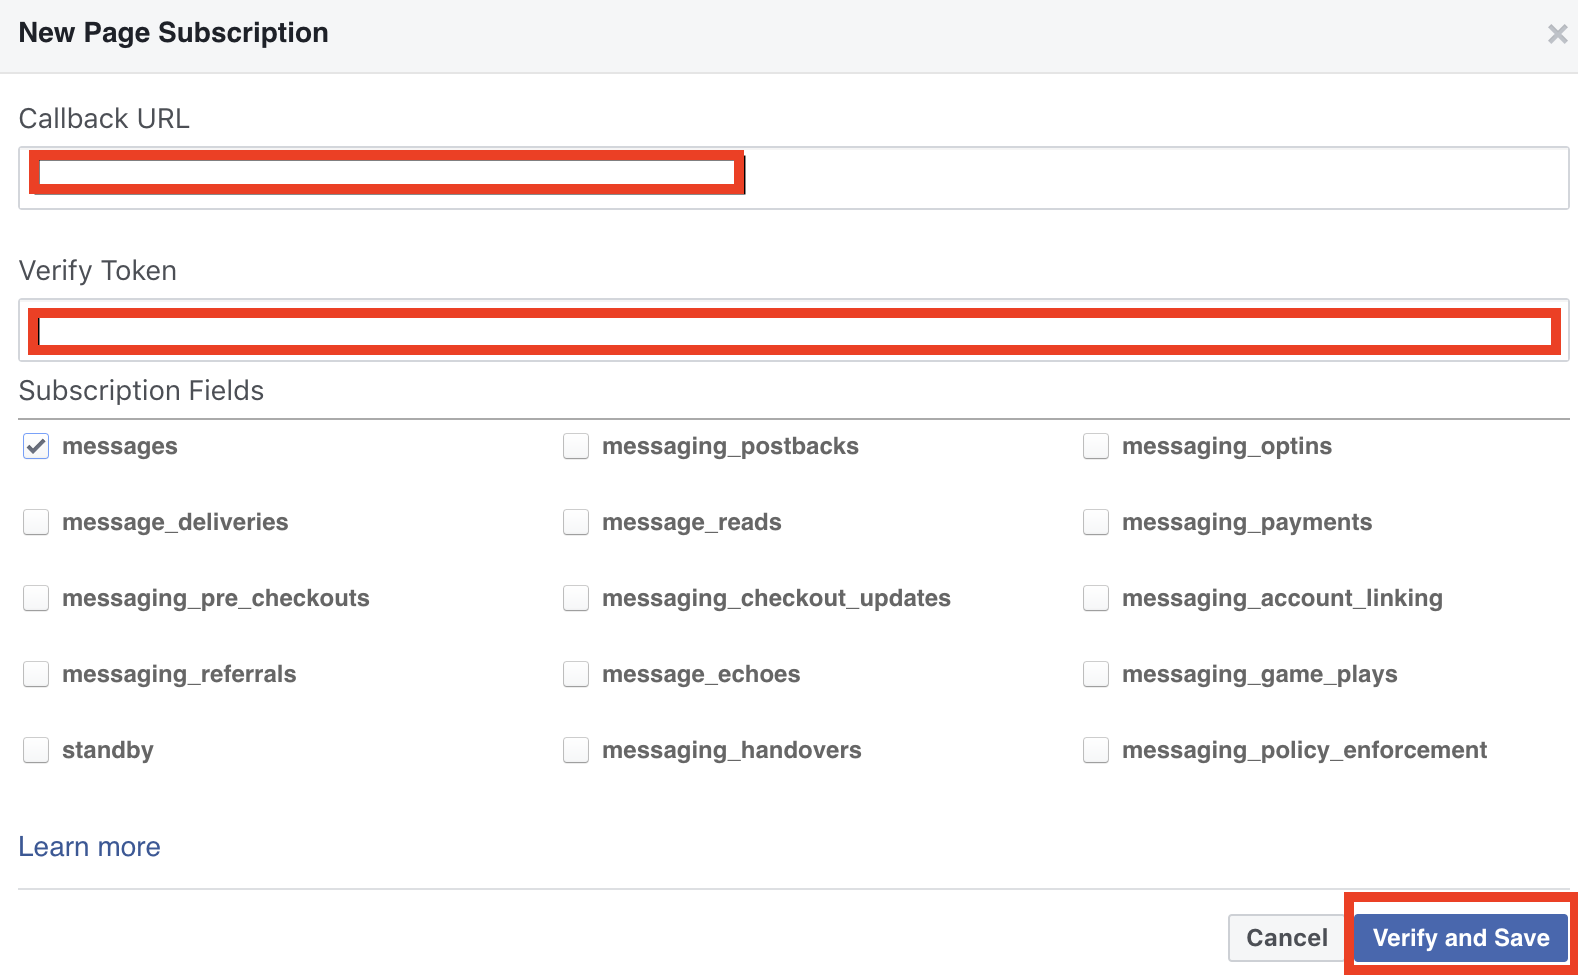 New Page Subscription
Callback URL
Verify Token
Subscription Fields
messages messaging_postbacks messaging_optins
message_deliveries message_reads messaging_payments
messaging_pre_checkouts messaging_checkout_updates messaging_account_linking
messaging_referrals message_echoes messaging_game_plays
standby messaging_handovers messaging_policy_enforcement
Learn more
Cancel Verify and Save